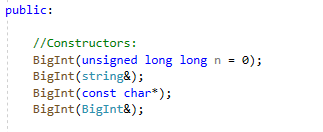 public:
//Constructors:
BigInt(unsigned long long n = 0);
BigInt(string&);
BigInt(const char*);
BigInt(BigInt&);